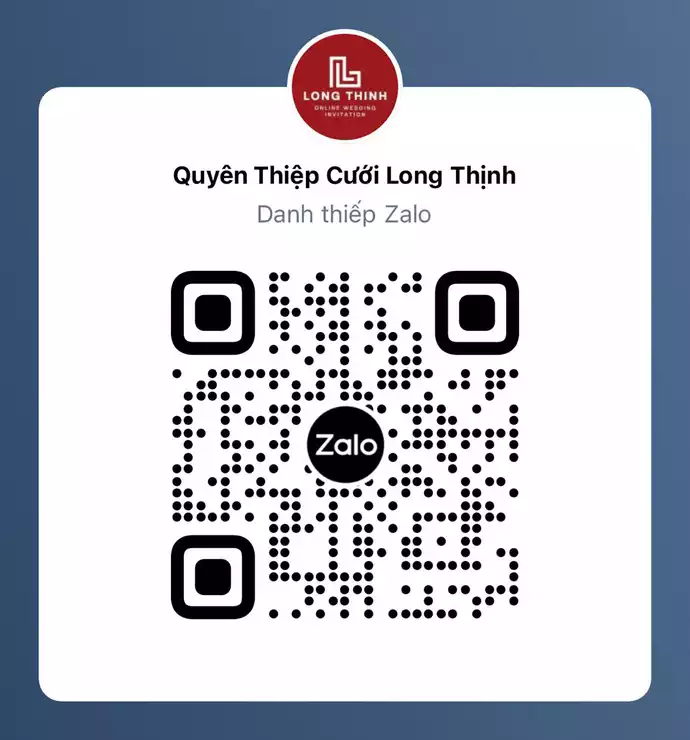 LONG THINH
ONLINE WEDDING
INVITATION
Quyên Thiệp Cưới Long Thịnh
Danh thiếp Zalo
Zalo